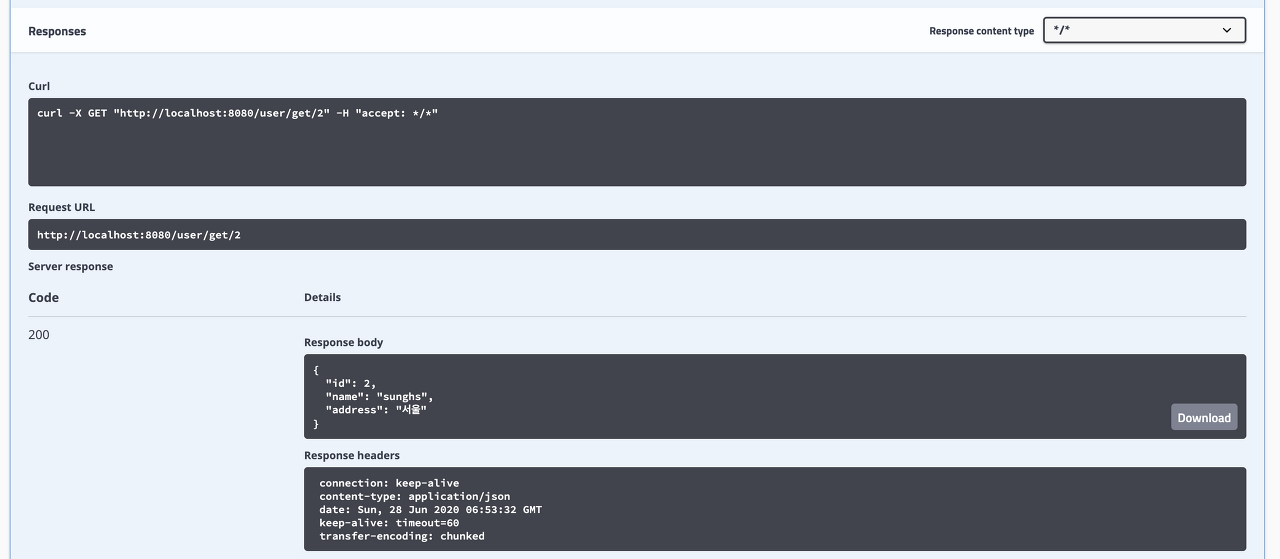 Responses
Response content type */*
Curl
curl -X GET "http://localhost:8080/user/get/2" -H "accept: */*"
Request URL
http://localhost:8080/user/get/2
Server response
Code Details
200
Response body
{
"id": 2,
"name": "sunghs",
"address": "서울"
}
Download
Response headers
connection: keep-alive
content-type: application/json
date: Sun, 28 Jun 2020 06:53:32 GMT
keep-alive: timeout=60
transfer-encoding: chunked